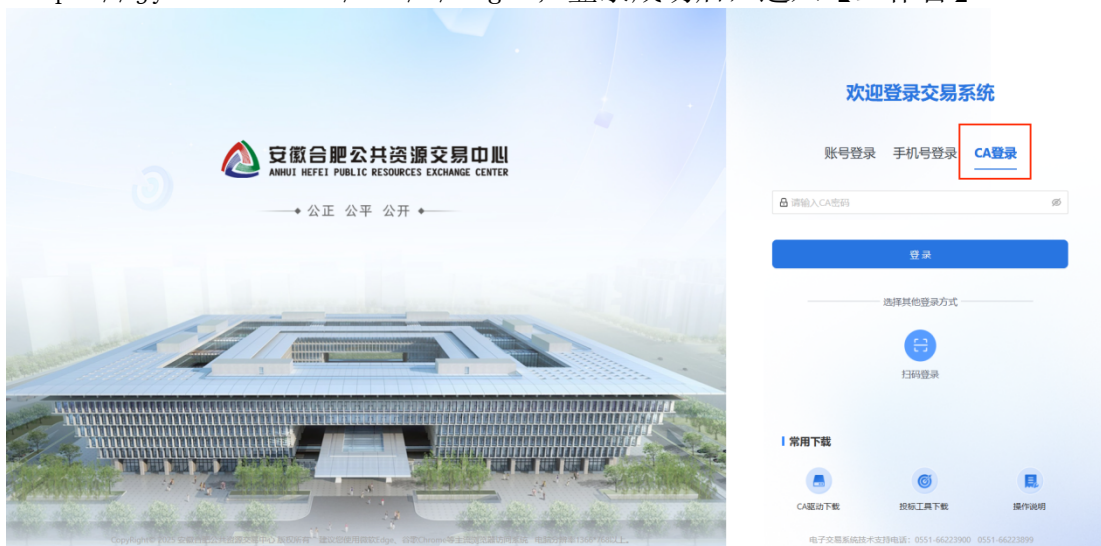 安徽合肥公共资源交易中心
ANHUI HEFEI PUBLIC RESOURCES EXCHANGE CENTER
公正 公平 公开
欢迎登录交易系统
账号登录 手机号登录 CA登录
请输入CA密码
登 录
选择其他登录方式
扫码登录
常用下载
CA驱动下载 投标工具下载 操作说明
电子交易系统技术支持电话：0551-66223900 0551-66223899